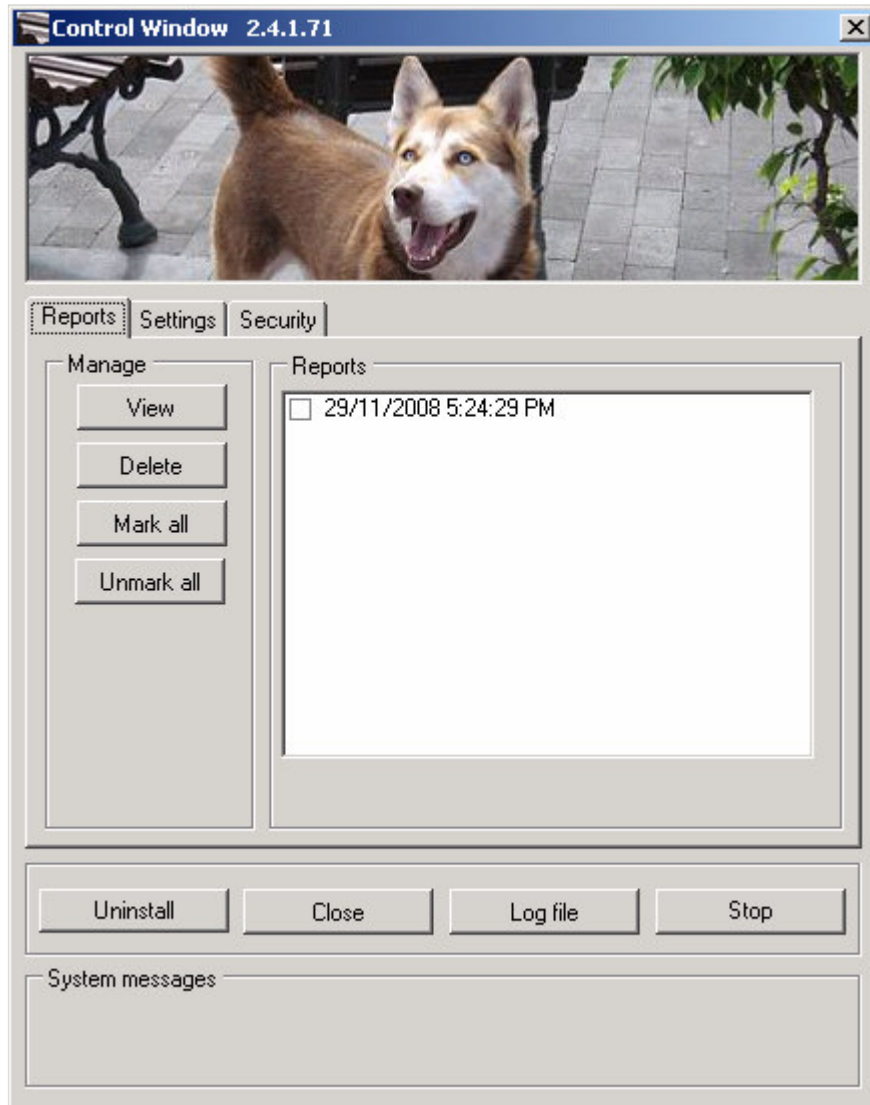 Control Window 2.4.1.71
Reports Settings Security
Manage
View
Delete
Mark all
Unmark all
Reports
29/11/2008 5:24:29 PM
Uninstall Close Log file Stop
System messages